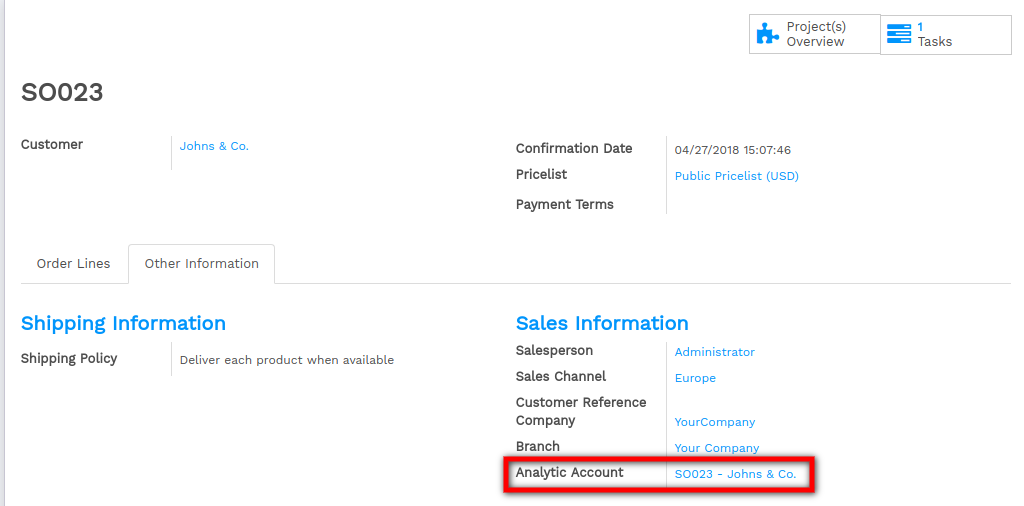 Project(s)
Overview
1
Tasks
SO023
Customer
Johns & Co.
Confirmation Date
04/27/2018 15:07:46
Pricelist
Public Pricelist (USD)
Payment Terms
Order Lines
Other Information
Shipping Information
Shipping Policy
Deliver each product when available
Sales Information
Salesperson
Administrator
Sales Channel
Europe
Customer Reference
Company
YourCompany
Branch
Your Company
Analytic Account
SO023 - Johns & Co.